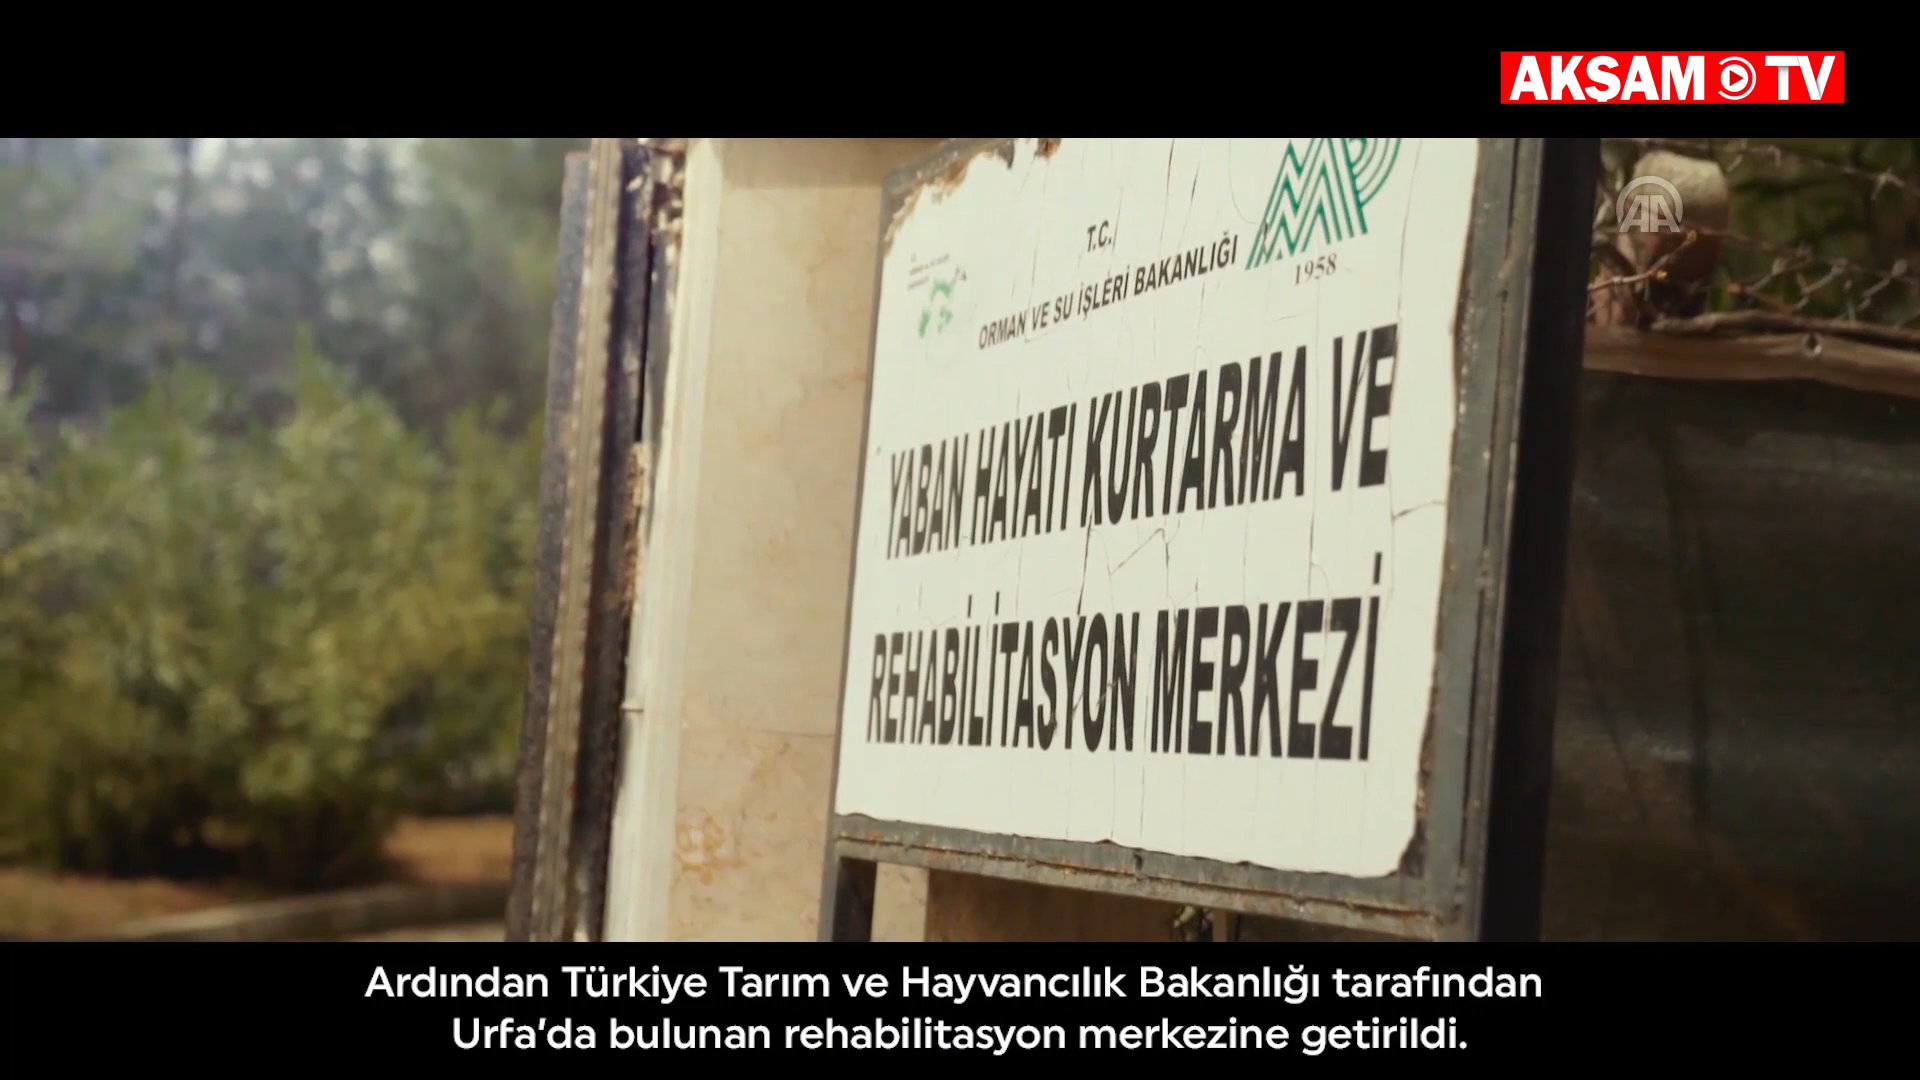 AKŞAM TV
AA
T.C.
ORMAN VE SU İŞLERİ BAKANLIĞI
1958
YABAN HAYATI KURTARMA VE
REHABİLİTASYON MERKEZİ
Ardından Türkiye Tarım ve Hayvancılık Bakanlığı tarafından
Urfa'da bulunan rehabilitasyon merkezine getirildi.